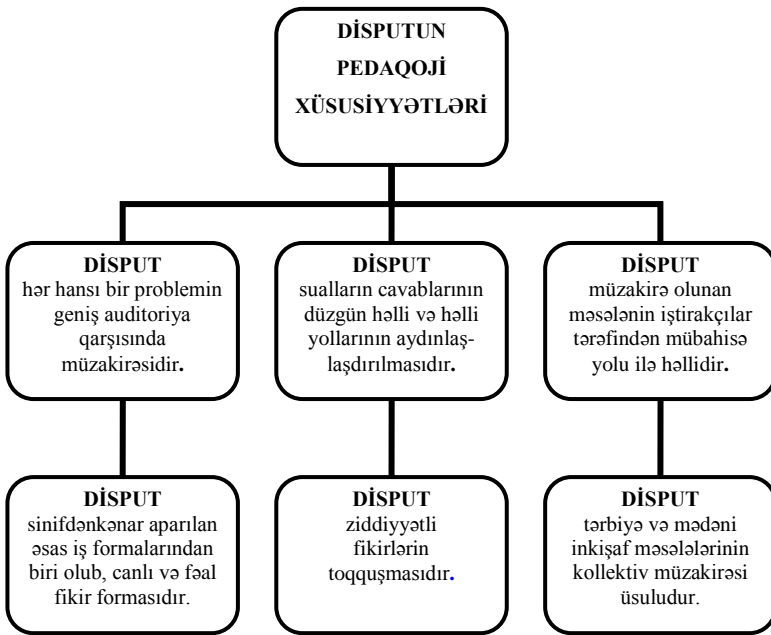 DİSPUTUN
PEDAQOJİ
XÜSUSİYYƏTLƏRİ
DİSPUT
hər hansı bir problemin
geniş auditoriya
qarşısında
müzakirəsidir.
DİSPUT
sualların cavablarının
düzgün həlli və həlli
yollarının aydınlaş-
laşdırılmasıdır.
DİSPUT
müzakirə olunan
məsələnin iştirakçılar
tərəfindən mübahisə
yolu ilə həllidir.
DİSPUT
sinifdənkənar aparılan
əsas iş formalarından
biri olub, canlı və fəal
fikir formasıdır.
DİSPUT
ziddiyyətli
fikirlərin
toqquşmasıdır.
DİSPUT
tərbiyə və mədəni
inkişaf məsələlərinin
kollektiv müzakirəsi
üsuludur.